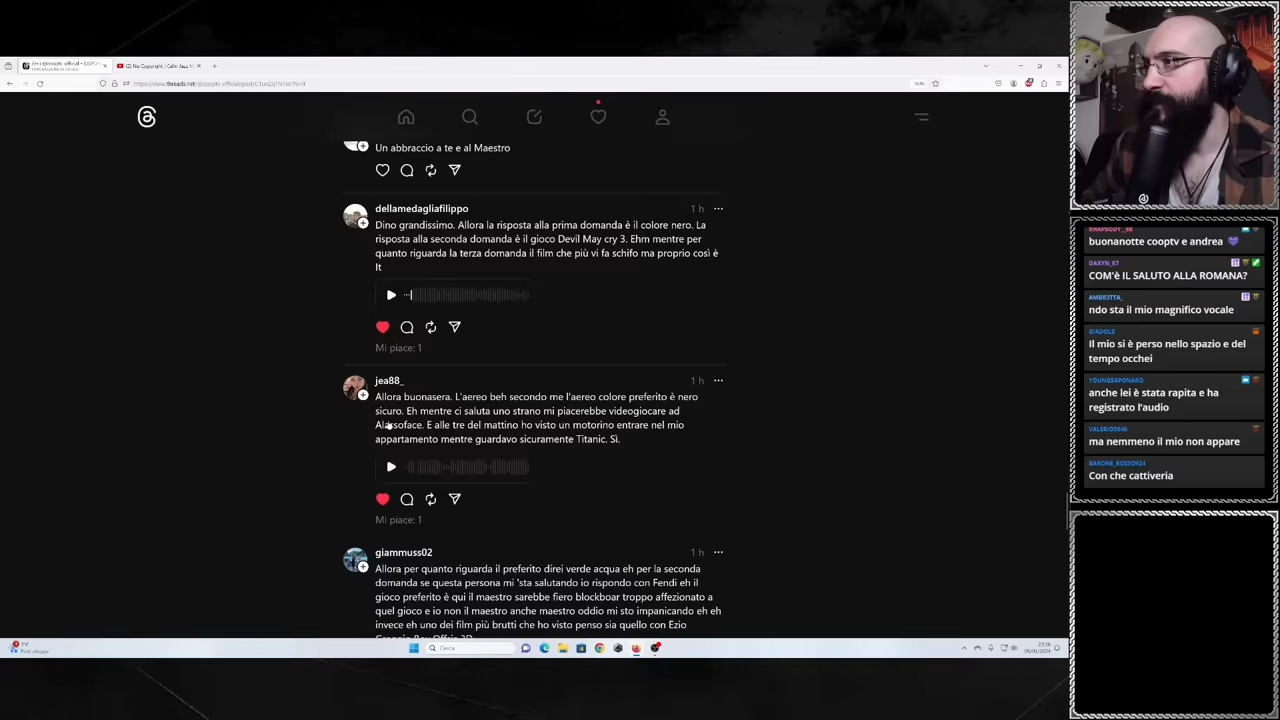 Un abbraccio a te e al Maestro
dellamedagliafilippo
1 h
Dino grandissimo. Allora la risposta alla prima domanda è il colore nero. La
risposta alla seconda domanda è il gioco Devil May cry 3. Ehm mentre per
quanto riguarda la terza domanda il film che più vi fa schifo ma proprio così è
It
Mi piace: 1
jea88_
1 h
Allora buonasera. L'aereo beh secondo me l'aereo colore preferito è nero
sicuro. Eh mentre ci saluta uno strano mi piacerebbe videogiocare ad
E alle tre del mattino ho visto un motorino entrare nel mio
appartamento mentre guardavo sicuramente Titanic. Sì.
Mi piace: 1
giammuss02
1 h
Allora per quanto riguarda il preferito direi verde acqua eh per la seconda
domanda se questa persona mi 'sta salutando io rispondo con Fendi eh il
gioco preferito è qui il maestro sarebbe fiero blockboar troppo affezionato a
quel gioco e io non il maestro anche maestro oddio mi sto impanicando eh eh
invece eh uno dei film più brutti che ho visto penso sia quello con Ezio
Cerca
buonanotte cooptv e andrea 💜
DAXYN_R7
COM'È IL SALUTO ALLA ROMANA?
AMBR3TTA_
ndo sta il mio magnifico vocale
GIADOLS
Il mio si è perso nello spazio e del
tempo occhei
YOUNGSAPONARO
anche lei è stata rapita e ha
registrato l'audio
VALERIO5846
ma nemmeno il mio non appare
BARONE_ROSSO924
Con che cattiveria